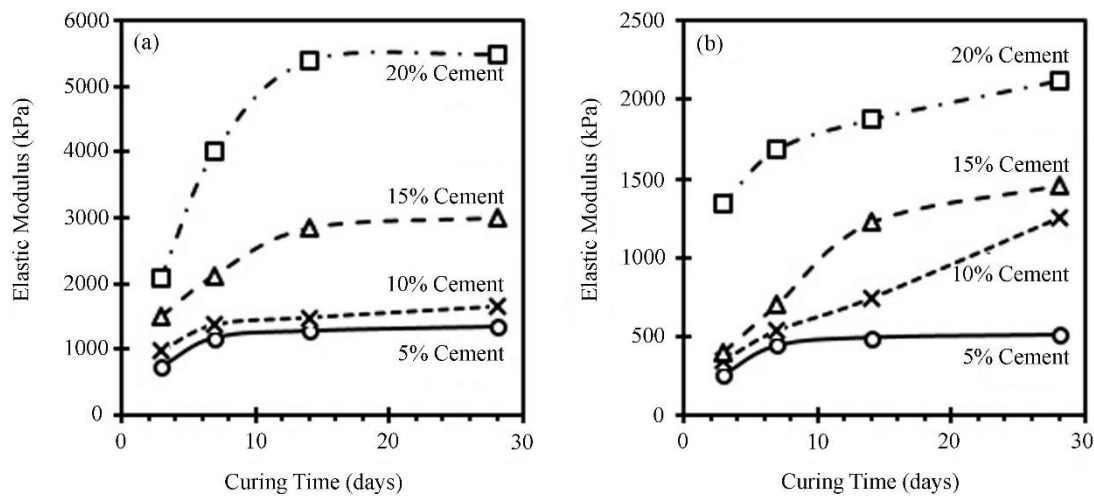 (a)
6000
5000
4000
3000
2000
1000
0
0
10
20
30
Elastic Modulus (kPa)
Curing Time (days)
20% Cement
15% Cement
10% Cement
5% Cement
(b)
2500
2000
1500
1000
500
0
0
10
20
30
Elastic Modulus (kPa)
Curing Time (days)
20% Cement
15% Cement
10% Cement
5% Cement